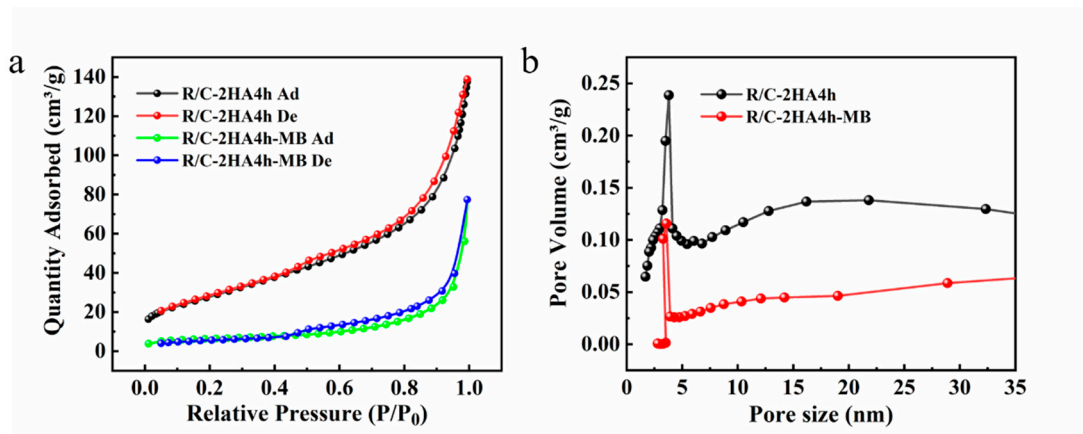 a
Quantity Adsorbed (cm³/g)
140
120
100
80
60
40
20
0
R/C-2HA4h Ad
R/C-2HA4h De
R/C-2HA4h-MB Ad
R/C-2HA4h-MB De
0.0 0.2 0.4 0.6 0.8 1.0
Relative Pressure (P/P₀)
b
Pore Volume (cm³/g)
0.25
0.20
0.15
0.10
0.05
0.00
R/C-2HA4h
R/C-2HA4h-MB
0 5 10 15 20 25 30 35
Pore size (nm)